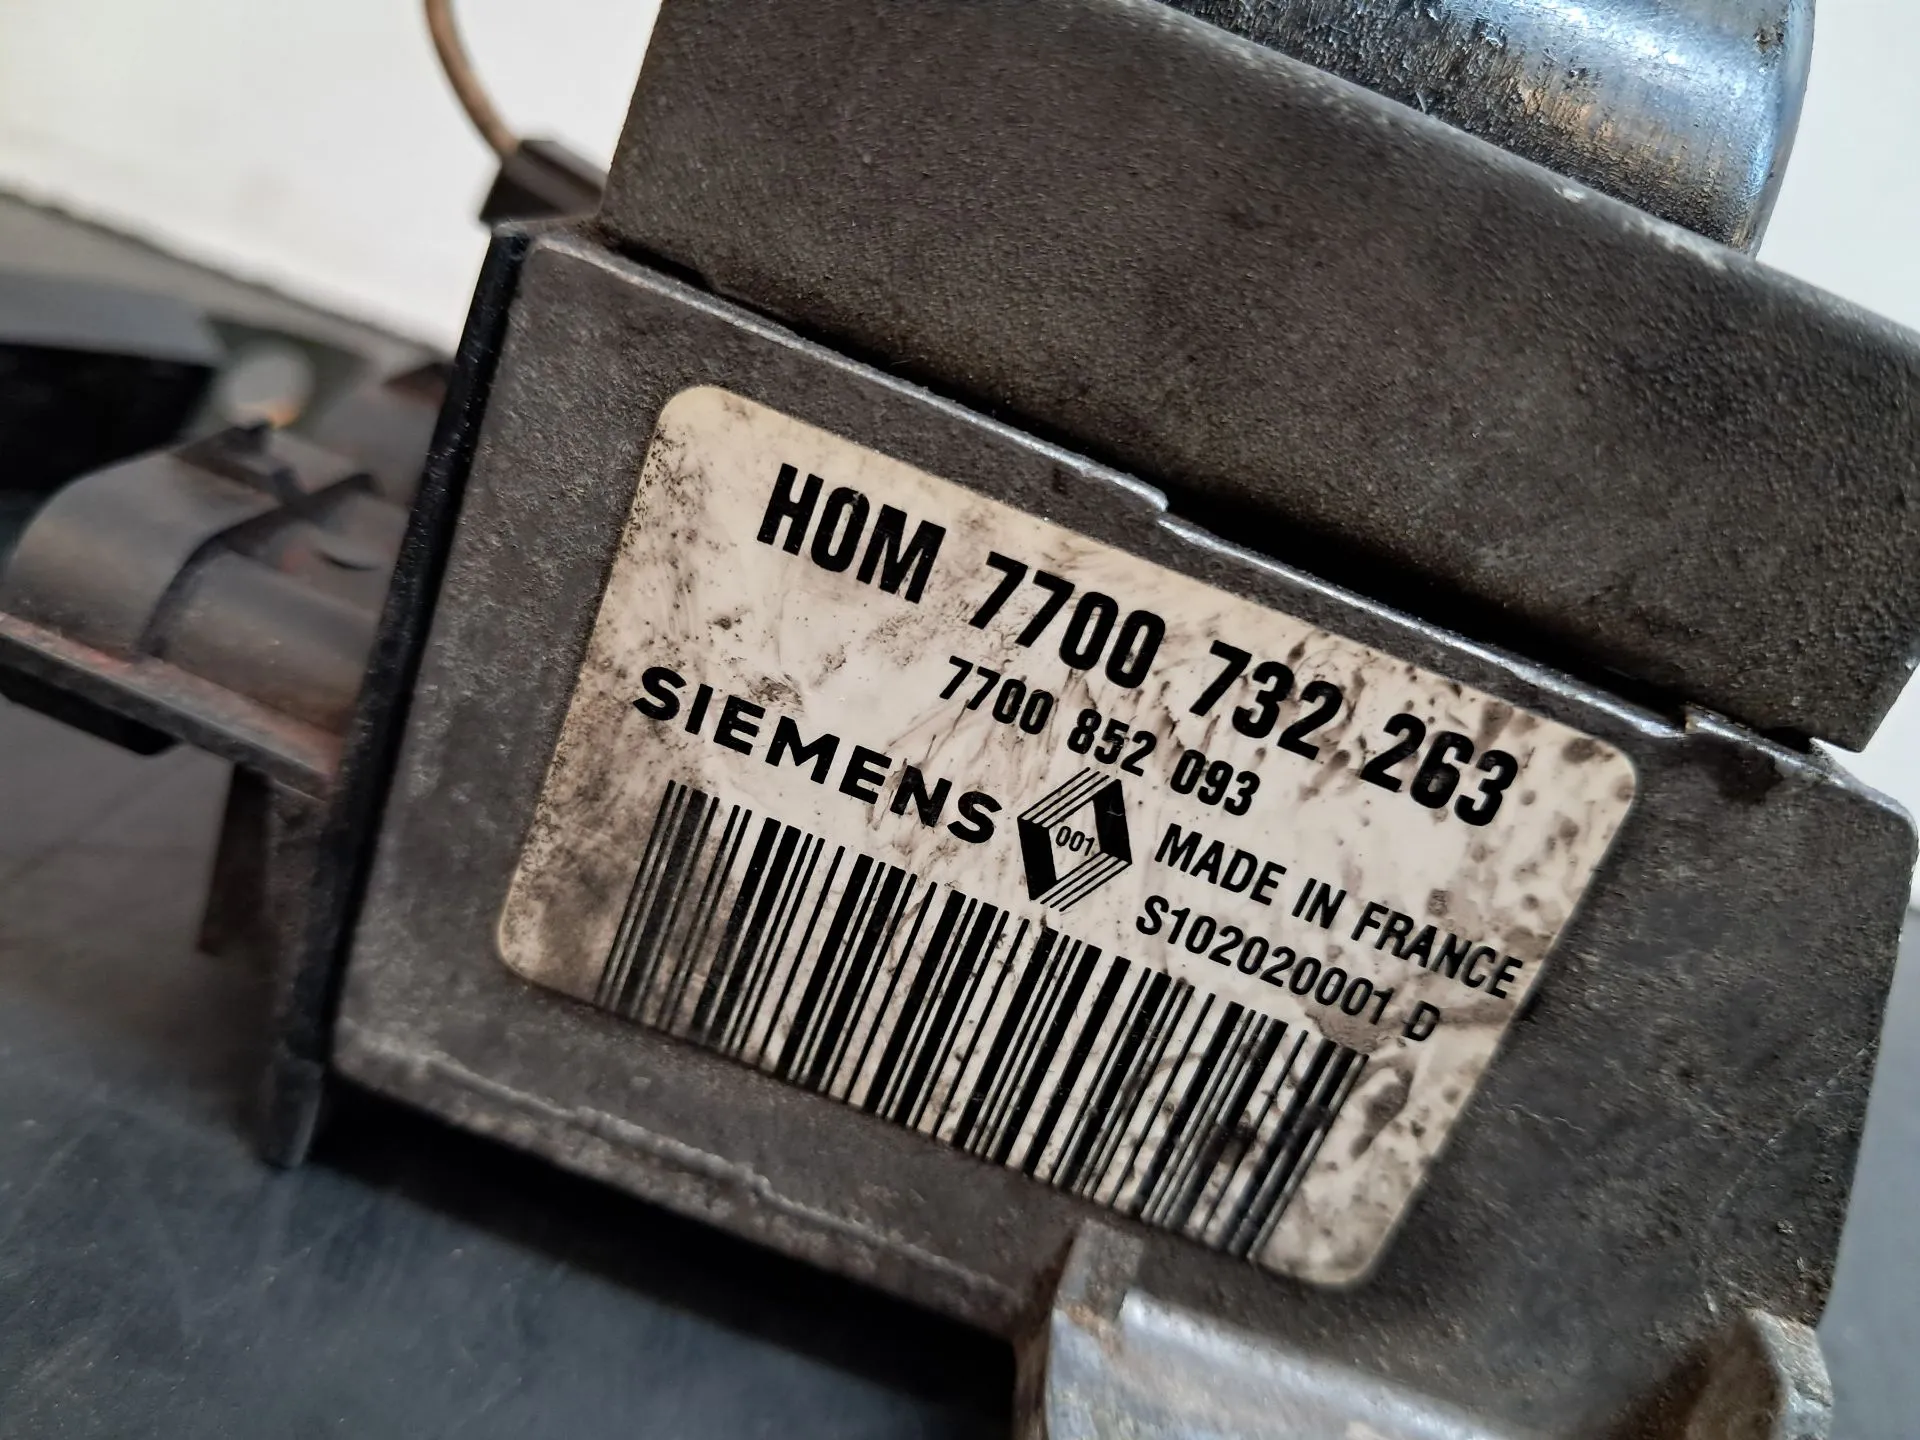 HOM 7700 732 263
7700 852 093
SIEMENS 001 MADE IN FRANCE
S102020001 D